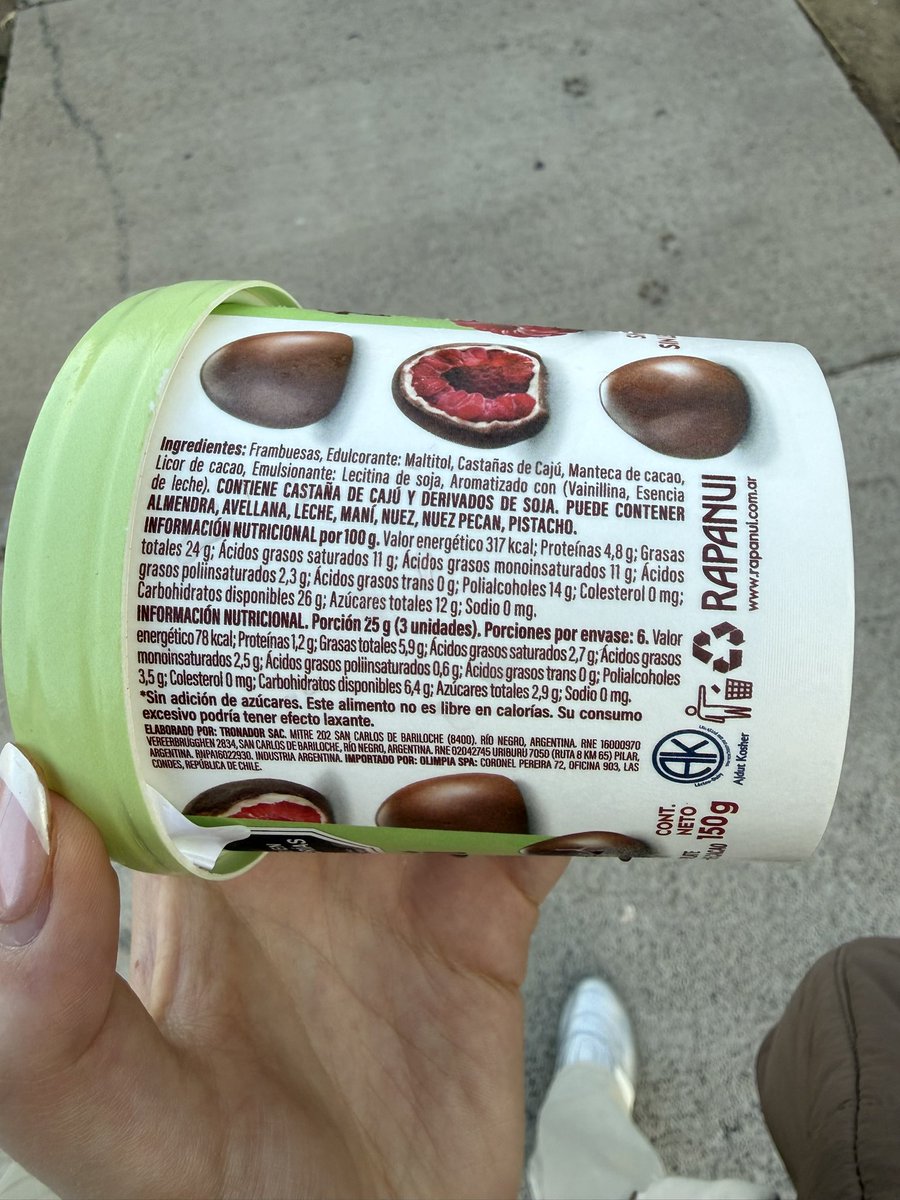 Ingredientes: Frambuesas, Edulcorante: Maltitol, Castañas de Cajú, Manteca de cacao,
Licor de cacao, Emulsionante: Lecitina de soja, Aromatizado con (Vainillina, Esencia
de leche). CONTIENE CASTAÑA DE CAJÚ Y DERIVADOS DE SOJA. PUEDE CONTENER
ALMENDRA, AVELLANA, LECHE, MANÍ, NUEZ, NUEZ PECAN, PISTACHO.
INFORMACIÓN NUTRICIONAL por 100 g. Valor energético 317 kcal; Proteínas 4,8 g; Grasas
totales 24 g; Ácidos grasos saturados 11 g; Ácidos grasos monoinsaturados 11 g; Ácidos
grasos poliinsaturados 2,3 g; Ácidos grasos trans 0 g; Polialcoholes 14 g; Colesterol 0 mg;
Carbohidratos disponibles 26 g; Azúcares totales 12 g; Sodio 0 mg.
INFORMACIÓN NUTRICIONAL. Porción 25 g (3 unidades). Porciones por envase: 6. Valor
energético 78 kcal; Proteínas 1,2 g; Grasas totales 5,9 g; Ácidos grasos saturados 2,7 g; Ácidos grasos
monoinsaturados 2,5 g; Ácidos grasos poliinsaturados 0,6 g; Ácidos grasos trans 0 g; Polialcoholes
3,5 g; Colesterol 0 mg; Carbohidratos disponibles 6,4 g; Azúcares totales 2,9 g; Sodio 0 mg.
*Sin adición de azúcares. Este alimento no es libre en calorías. Su consumo
excesivo podría tener efecto laxante.
ELABORADO POR: TRONADOR SAC. MITRE 202 SAN CARLOS DE BARILOCHE (8400). RÍO NEGRO, ARGENTINA. RNE 16000970
VEREERBRUGGHEN 2834, SAN CARLOS DE BARILOCHE, RÍO NEGRO, ARGENTINA. RNE 02042745 URIBURU 7050 (RUTA 8 KM 65) PILAR,
ARGENTINA. RNPA16022930. INDUSTRIA ARGENTINA. IMPORTADO POR: OLIMPIA SPA: CORONEL PEREIRA 72, OFICINA 903, LAS
CONDES, REPÚBLICA DE CHILE.
RAPANUI
www.rapanui.com.ar
AK
Ajdut Kosher
CONT.
NETO
150g